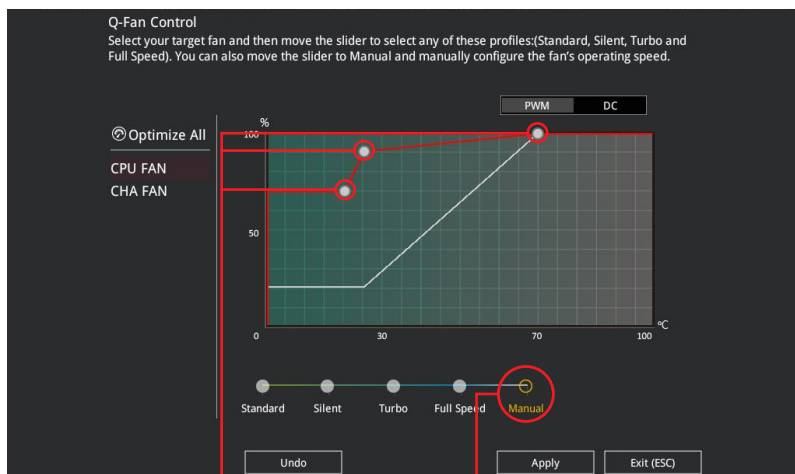 Q-Fan Control
Select your target fan and then move the slider to select any of these profiles:(Standard, Silent, Turbo and
Full Speed). You can also move the slider to Manual and manually configure the fan's operating speed.
PWM DC
%
Optimize All
100
CPU FAN
CHA FAN
50
°C
0 30 70 100
Standard Silent Turbo Full Speed Manual
Undo Apply Exit (ESC)